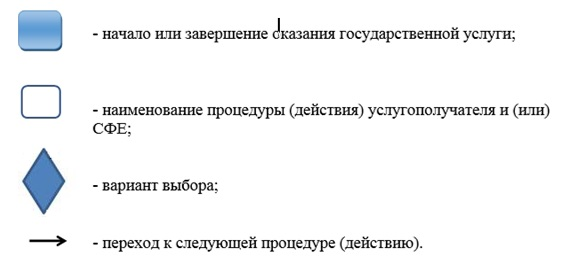 - начало или завершение оказания государственной услуги;
- наименование процедуры (действия) услугополучателя и (или)
СФЕ;
- вариант выбора;
- переход к следующей процедуре (действию).